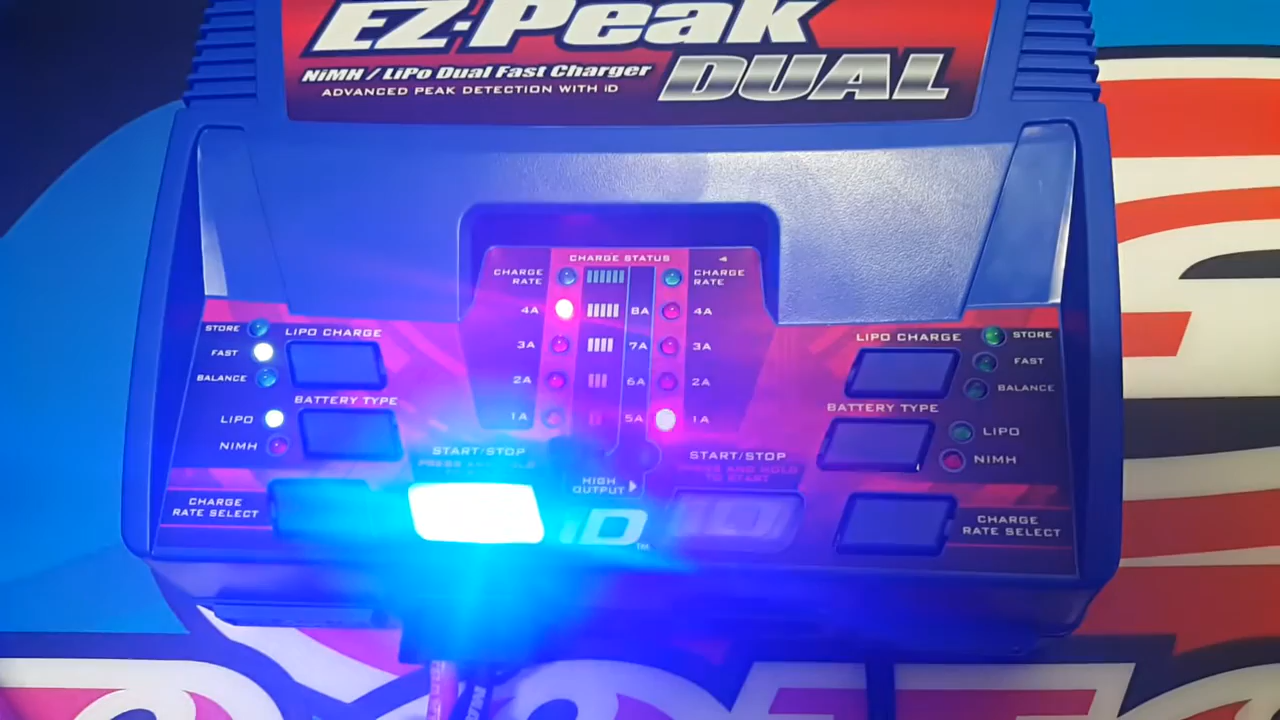 EZ-Peak
NiMH / LiPo Dual Fast Charger
DUAL
ADVANCED PEAK DETECTION WITH iD
CHARGE STATUS
CHARGE RATE
CHARGE RATE
4A
8A
4A
3A
7A
3A
2A
6A
2A
1A
5A
1A
STORE
LIPO CHARGE
FAST
BALANCE
BATTERY TYPE
LIPO
NIMH
CHARGE
RATE SELECT
START/STOP
HIGH
OUTPUT
iD™
START/STOP
PRESS AND HOLD
TO START
iD
LIPO CHARGE
STORE
FAST
BALANCE
BATTERY TYPE
LIPO
NIMH
CHARGE
RATE SELECT